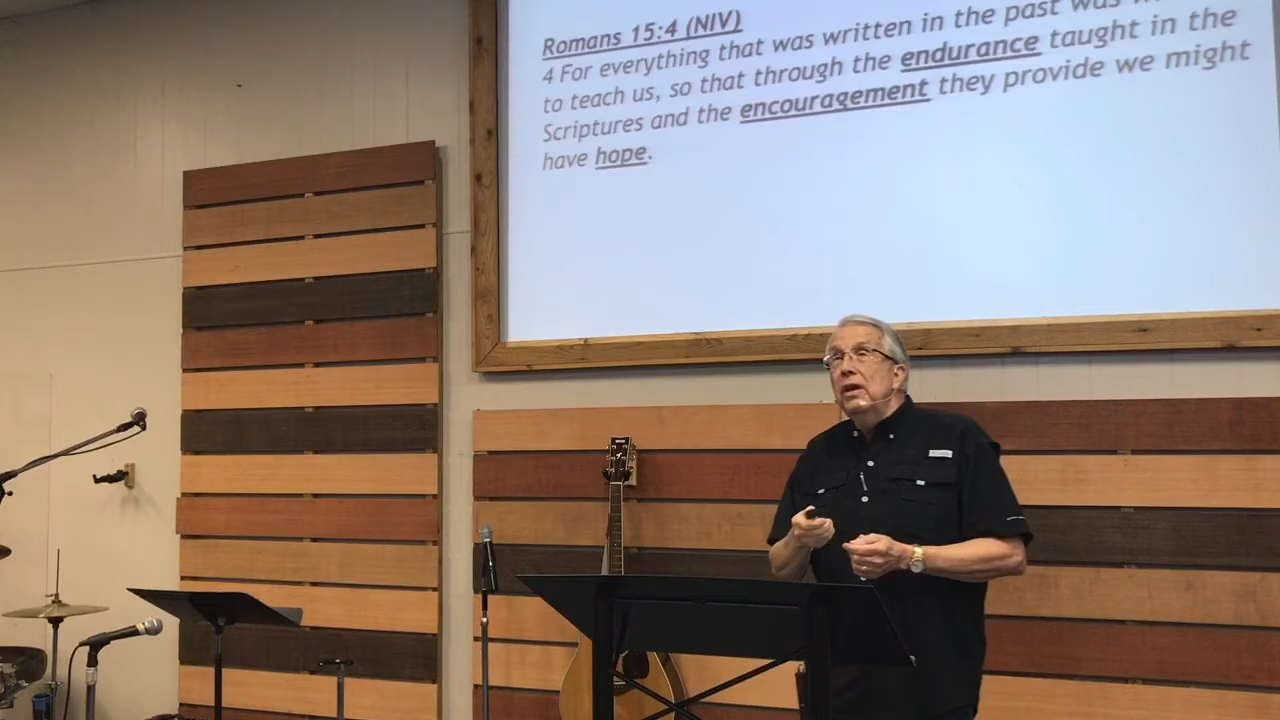 Romans 15:4 (NIV)
4 For everything that was written in the past was
to teach us, so that through the endurance taught in the
Scriptures and the encouragement they provide we might
have hope.